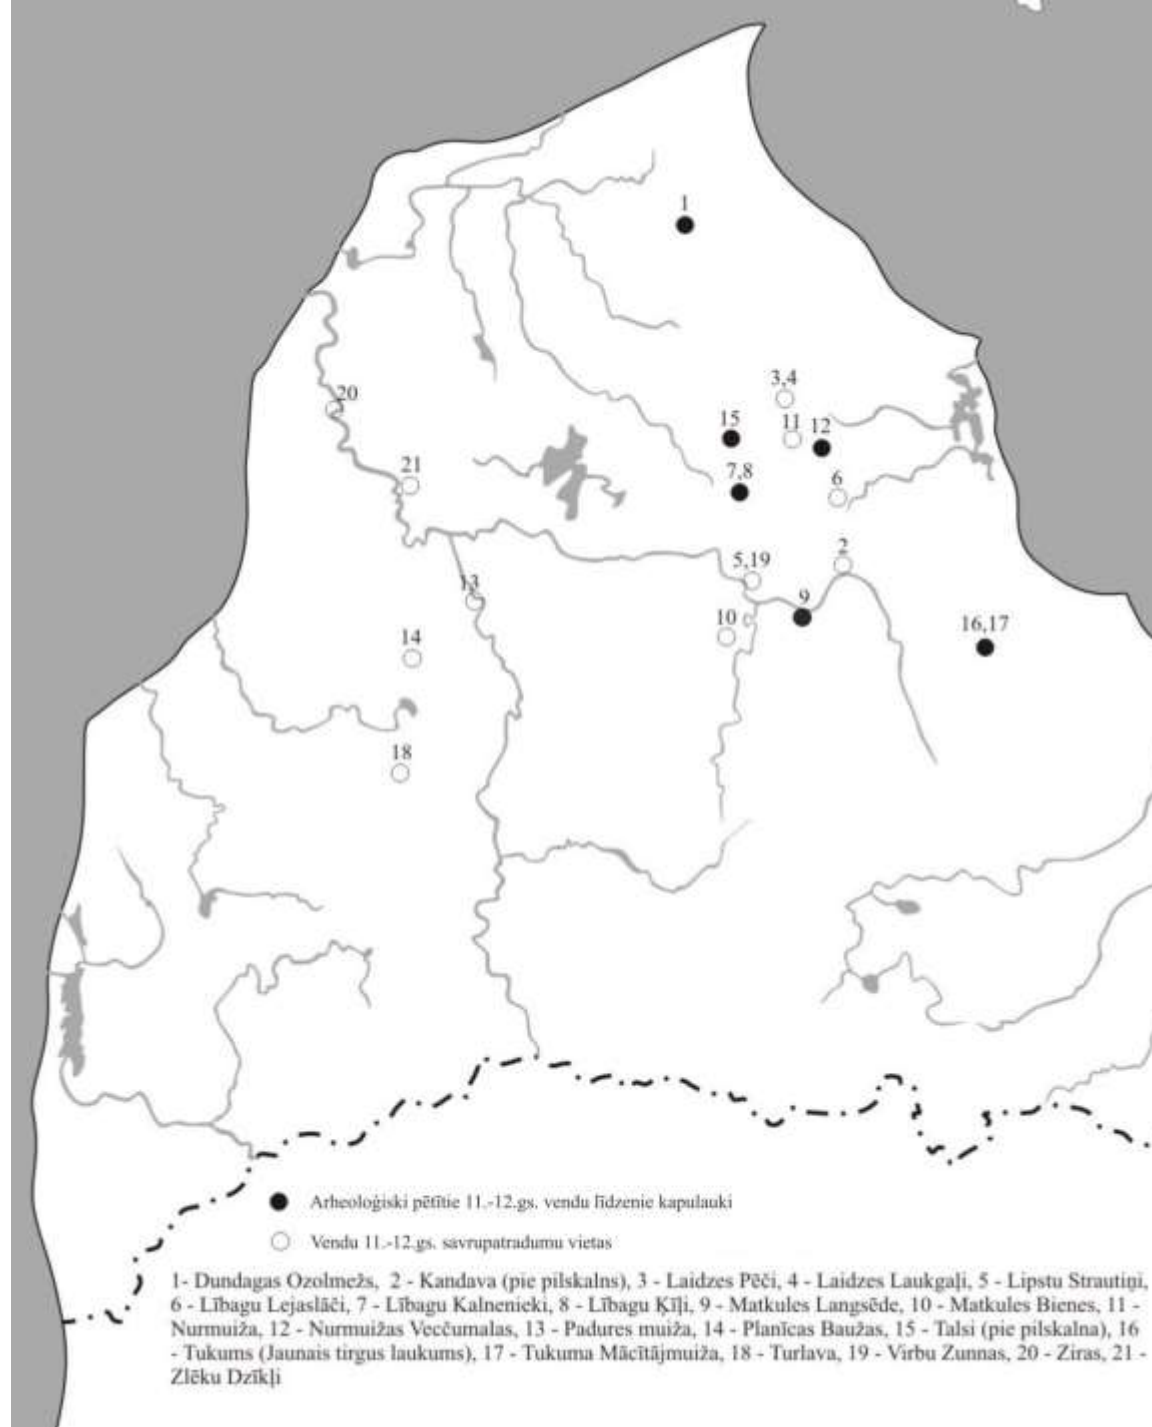 1
3,4
20
15
11
12
21
7,8
6
2
5,19
13
9
10
16,17
14
18
Arheoloģiski pētītie 11.-12.gs. vendu līdzenie kapulauki
Vendu 11.-12.gs. savrupatradumu vietas
1- Dundagas Ozolmežs, 2 - Kandava (pie pilskalns), 3 - Laidzes Pēči, 4 - Laidzes Laukgaļi, 5 - Lipstu Strautiņi,
6 - Lībagu Lejaslāči, 7 - Lībagu Kalnenieki, 8 - Lībagu Ķīļi, 9 - Matkules Langsēde, 10 - Matkules Bienes, 11 -
Nurmuiža, 12 - Nurmuižas Vecčumalas, 13 - Padures muiža, 14 - Planīcas Baužas, 15 - Talsi (pie pilskalna), 16
- Tukums (Jaunais tirgus laukums), 17 - Tukuma Mācītājmuiža, 18 - Turlava, 19 - Virbu Zunnas, 20 - Ziras, 21 -
Zlēku Dzīkļi